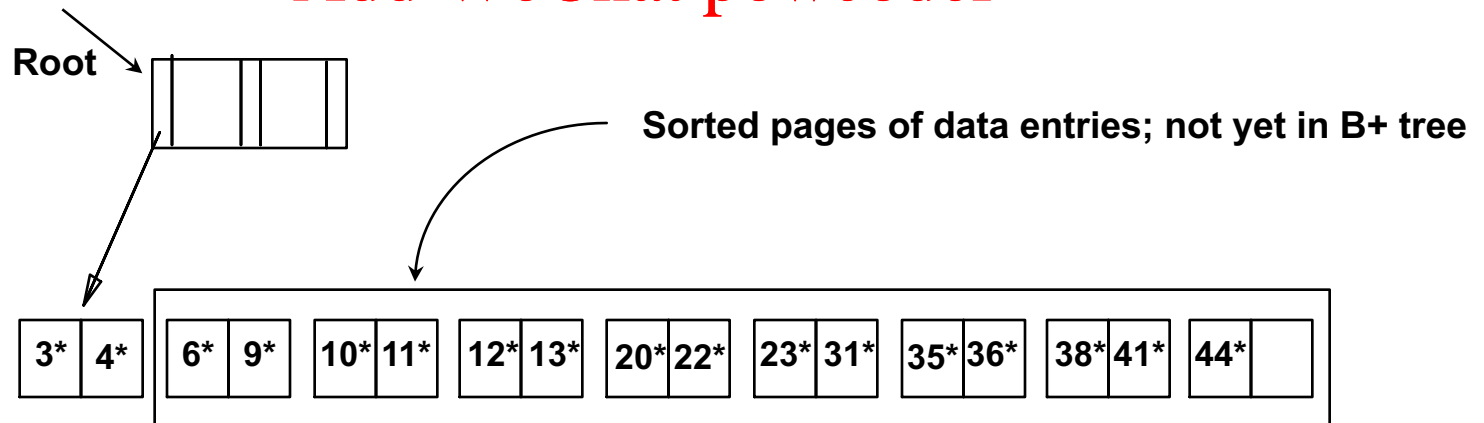 Root
Sorted pages of data entries; not yet in B+ tree
3* 4* 6* 9* 10* 11* 12* 13* 20* 22* 23* 31* 35* 36* 38* 41* 44*